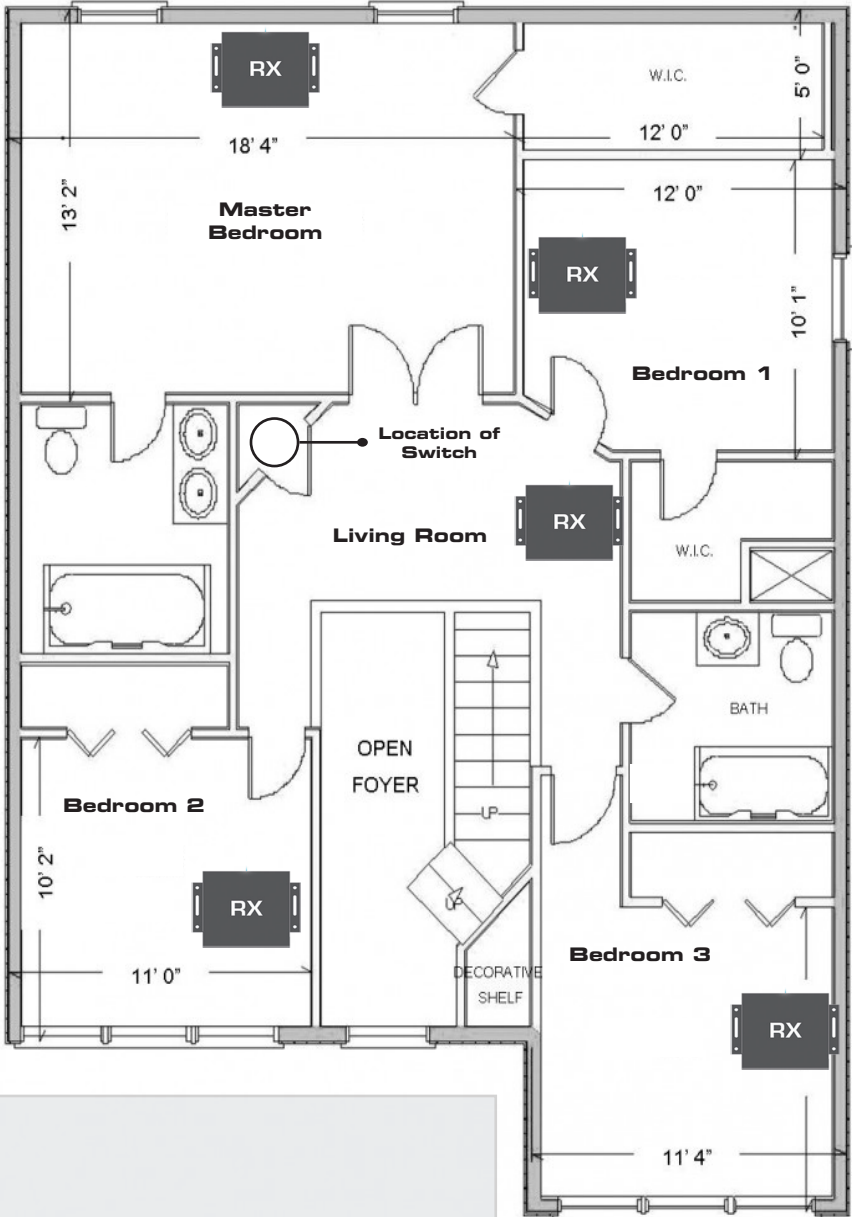 RX
W.I.C.
5' 0”
18' 4”
12' 0”
13' 2”
Master
Bedroom
12' 0”
RX
10' 1”
Bedroom 1
Location of
Switch
RX
Living Room
W.I.C.
BATH
OPEN
FOYER
UP
Bedroom 2
10' 2”
RX
UP
11' 0”
Bedroom 3
DECORATIVE
SHELF
RX
11' 4”